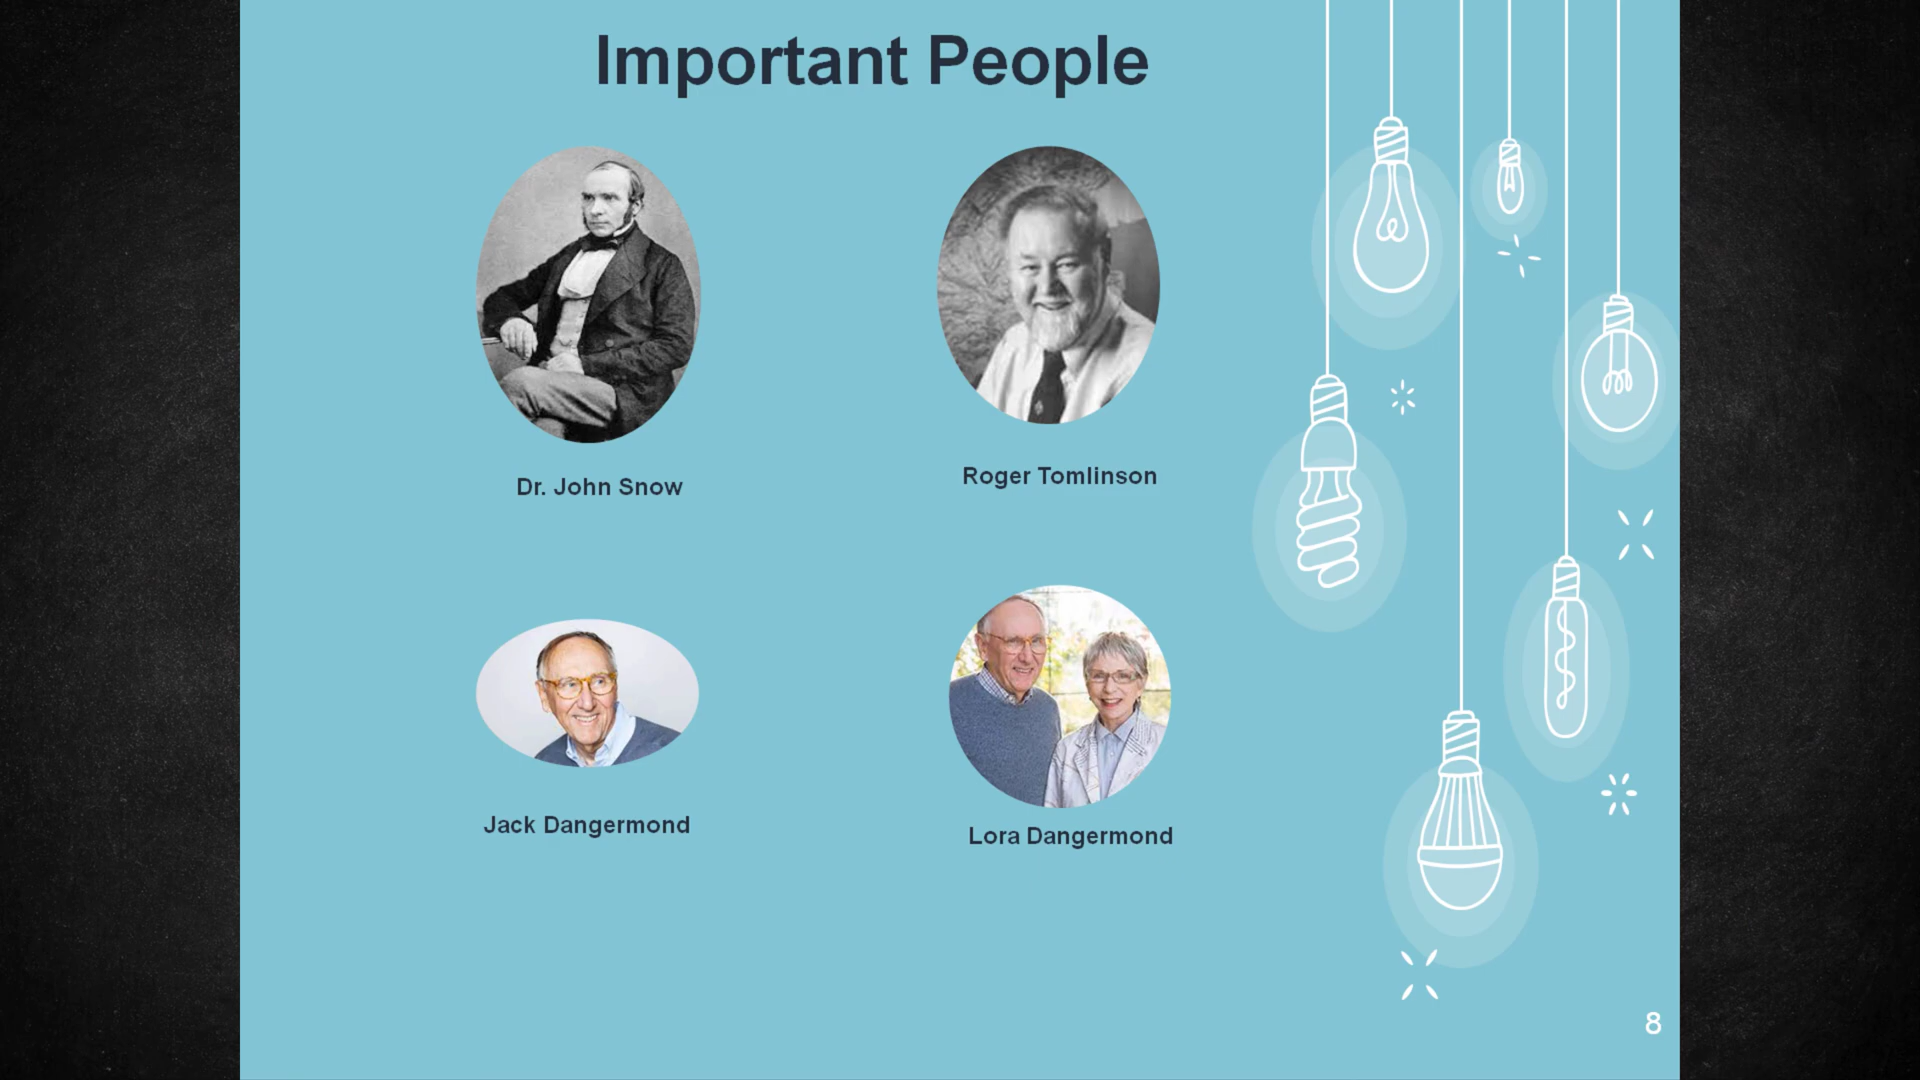 Important People
Dr. John Snow
Roger Tomlinson
Jack Dangermond
Lora Dangermond
8